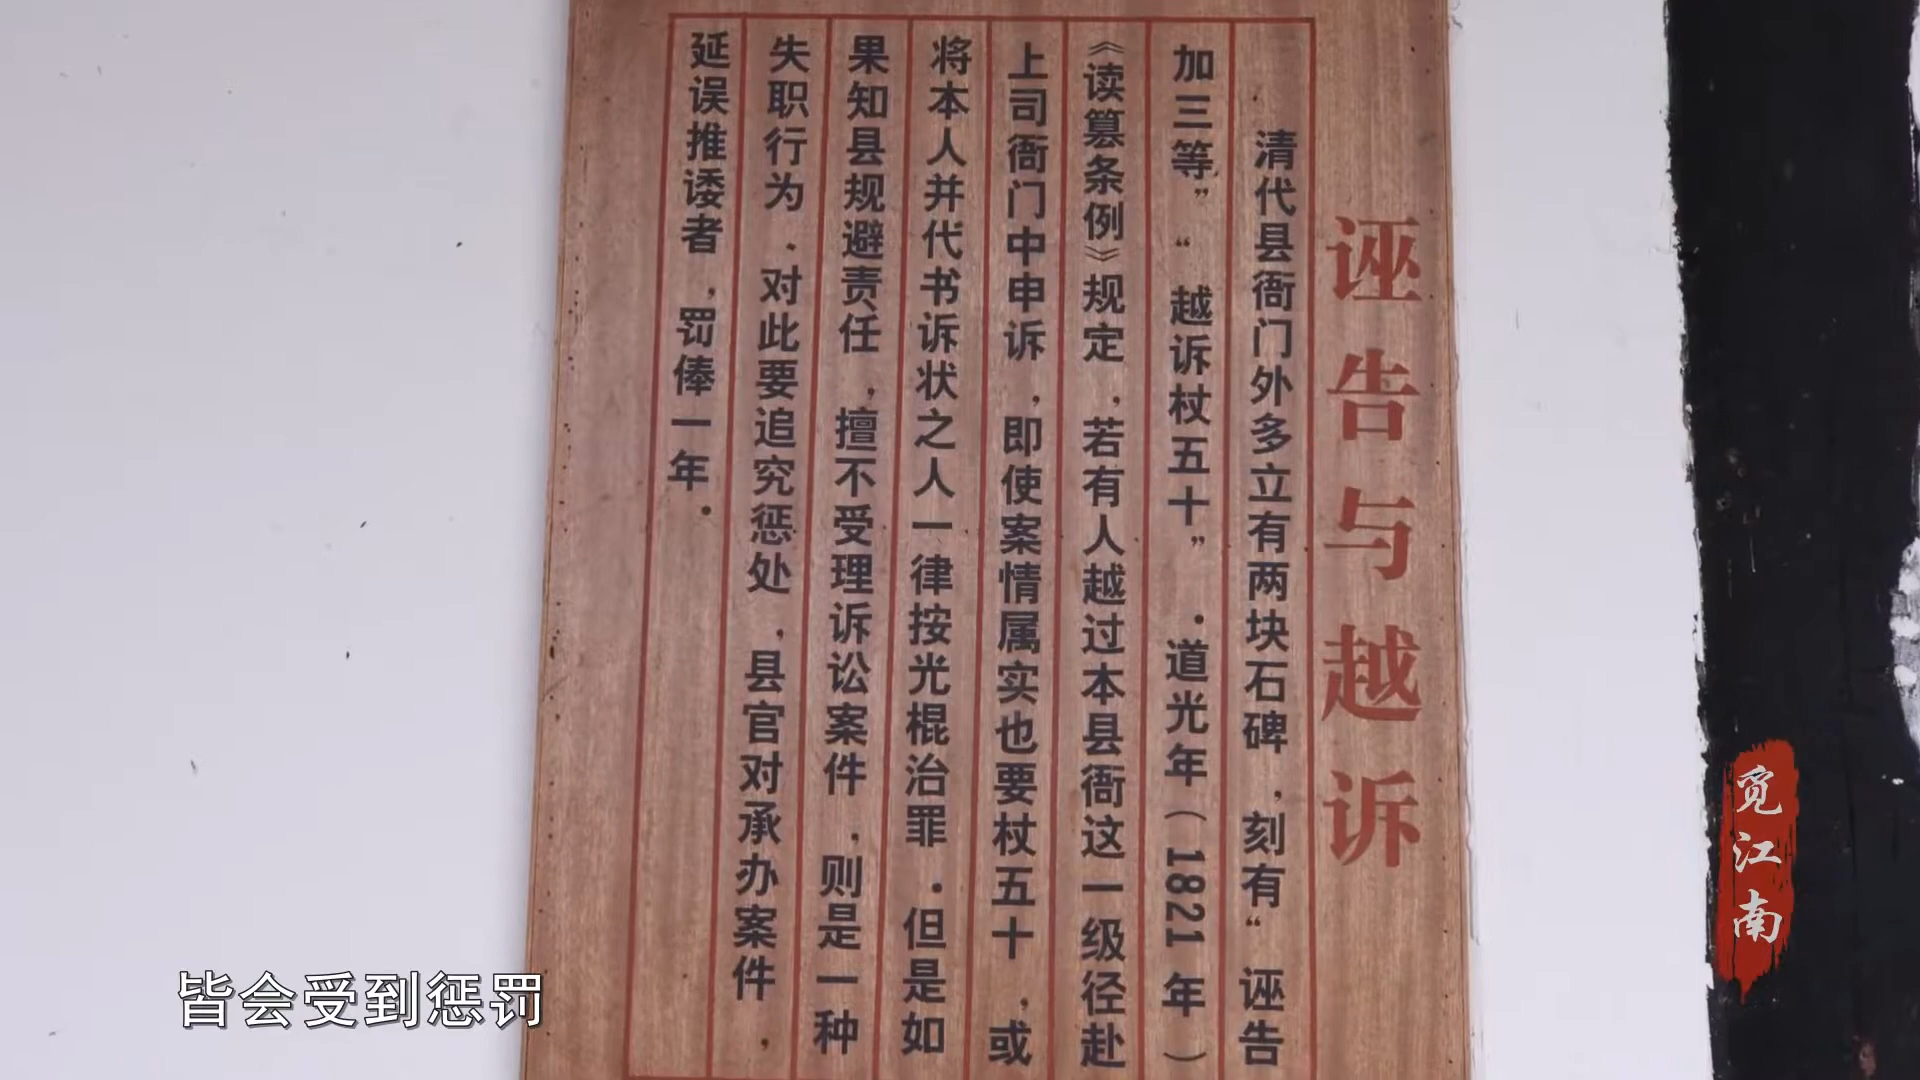 诬告与越诉
清代县衙门外多立有两块石碑，刻有“诬告
加三等”“越诉杖五十”．道光年（1821年）
《读篡条例》规定，若有人越过本县衙这一级径赴
上司衙门中申诉，即使案情属实也要杖五十，或
将本人并代书诉状之人一律按光棍治罪．但是如
果知县规避责任，擅不受理诉讼案件，则是一种
失职行为．对此要追究惩处，县官对承办案件，
延误推诿者，罚俸一年．
觅江南
皆会受到惩罚